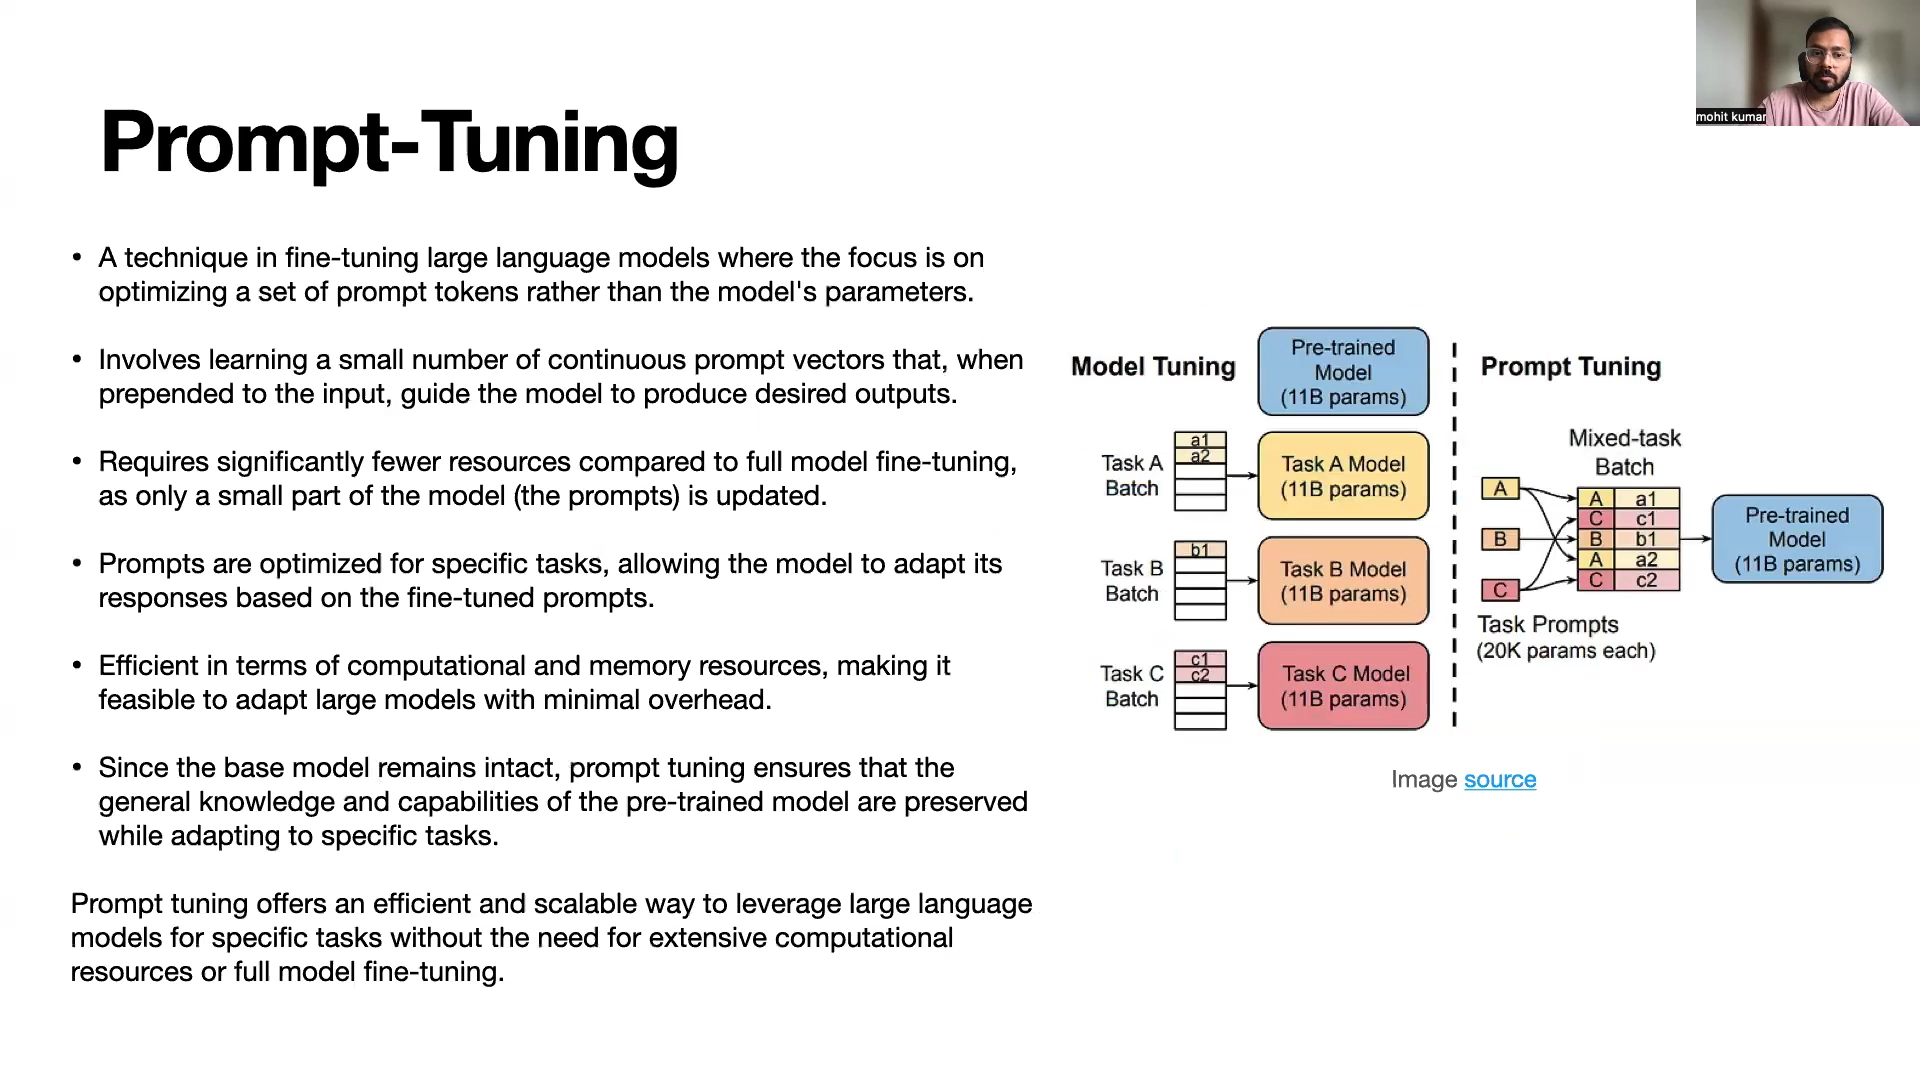 mohit kumar
Prompt-Tuning
• A technique in fine-tuning large language models where the focus is on
optimizing a set of prompt tokens rather than the model's parameters.
• Involves learning a small number of continuous prompt vectors that, when
prepended to the input, guide the model to produce desired outputs.
• Requires significantly fewer resources compared to full model fine-tuning,
as only a small part of the model (the prompts) is updated.
• Prompts are optimized for specific tasks, allowing the model to adapt its
responses based on the fine-tuned prompts.
• Efficient in terms of computational and memory resources, making it
feasible to adapt large models with minimal overhead.
• Since the base model remains intact, prompt tuning ensures that the
general knowledge and capabilities of the pre-trained model are preserved
while adapting to specific tasks.
Prompt tuning offers an efficient and scalable way to leverage large language
models for specific tasks without the need for extensive computational
resources or full model fine-tuning.
Model Tuning
Pre-trained
Model
(11B params)
Task A
Batch
a1
a2
Task A Model
(11B params)
Task B
Batch
b1
Task B Model
(11B params)
Task C
Batch
c1
c2
Task C Model
(11B params)
Prompt Tuning
Mixed-task
Batch
A
B
C
A a1
C c1
B b1
A a2
C c2
Pre-trained
Model
(11B params)
Task Prompts
(20K params each)
Image source